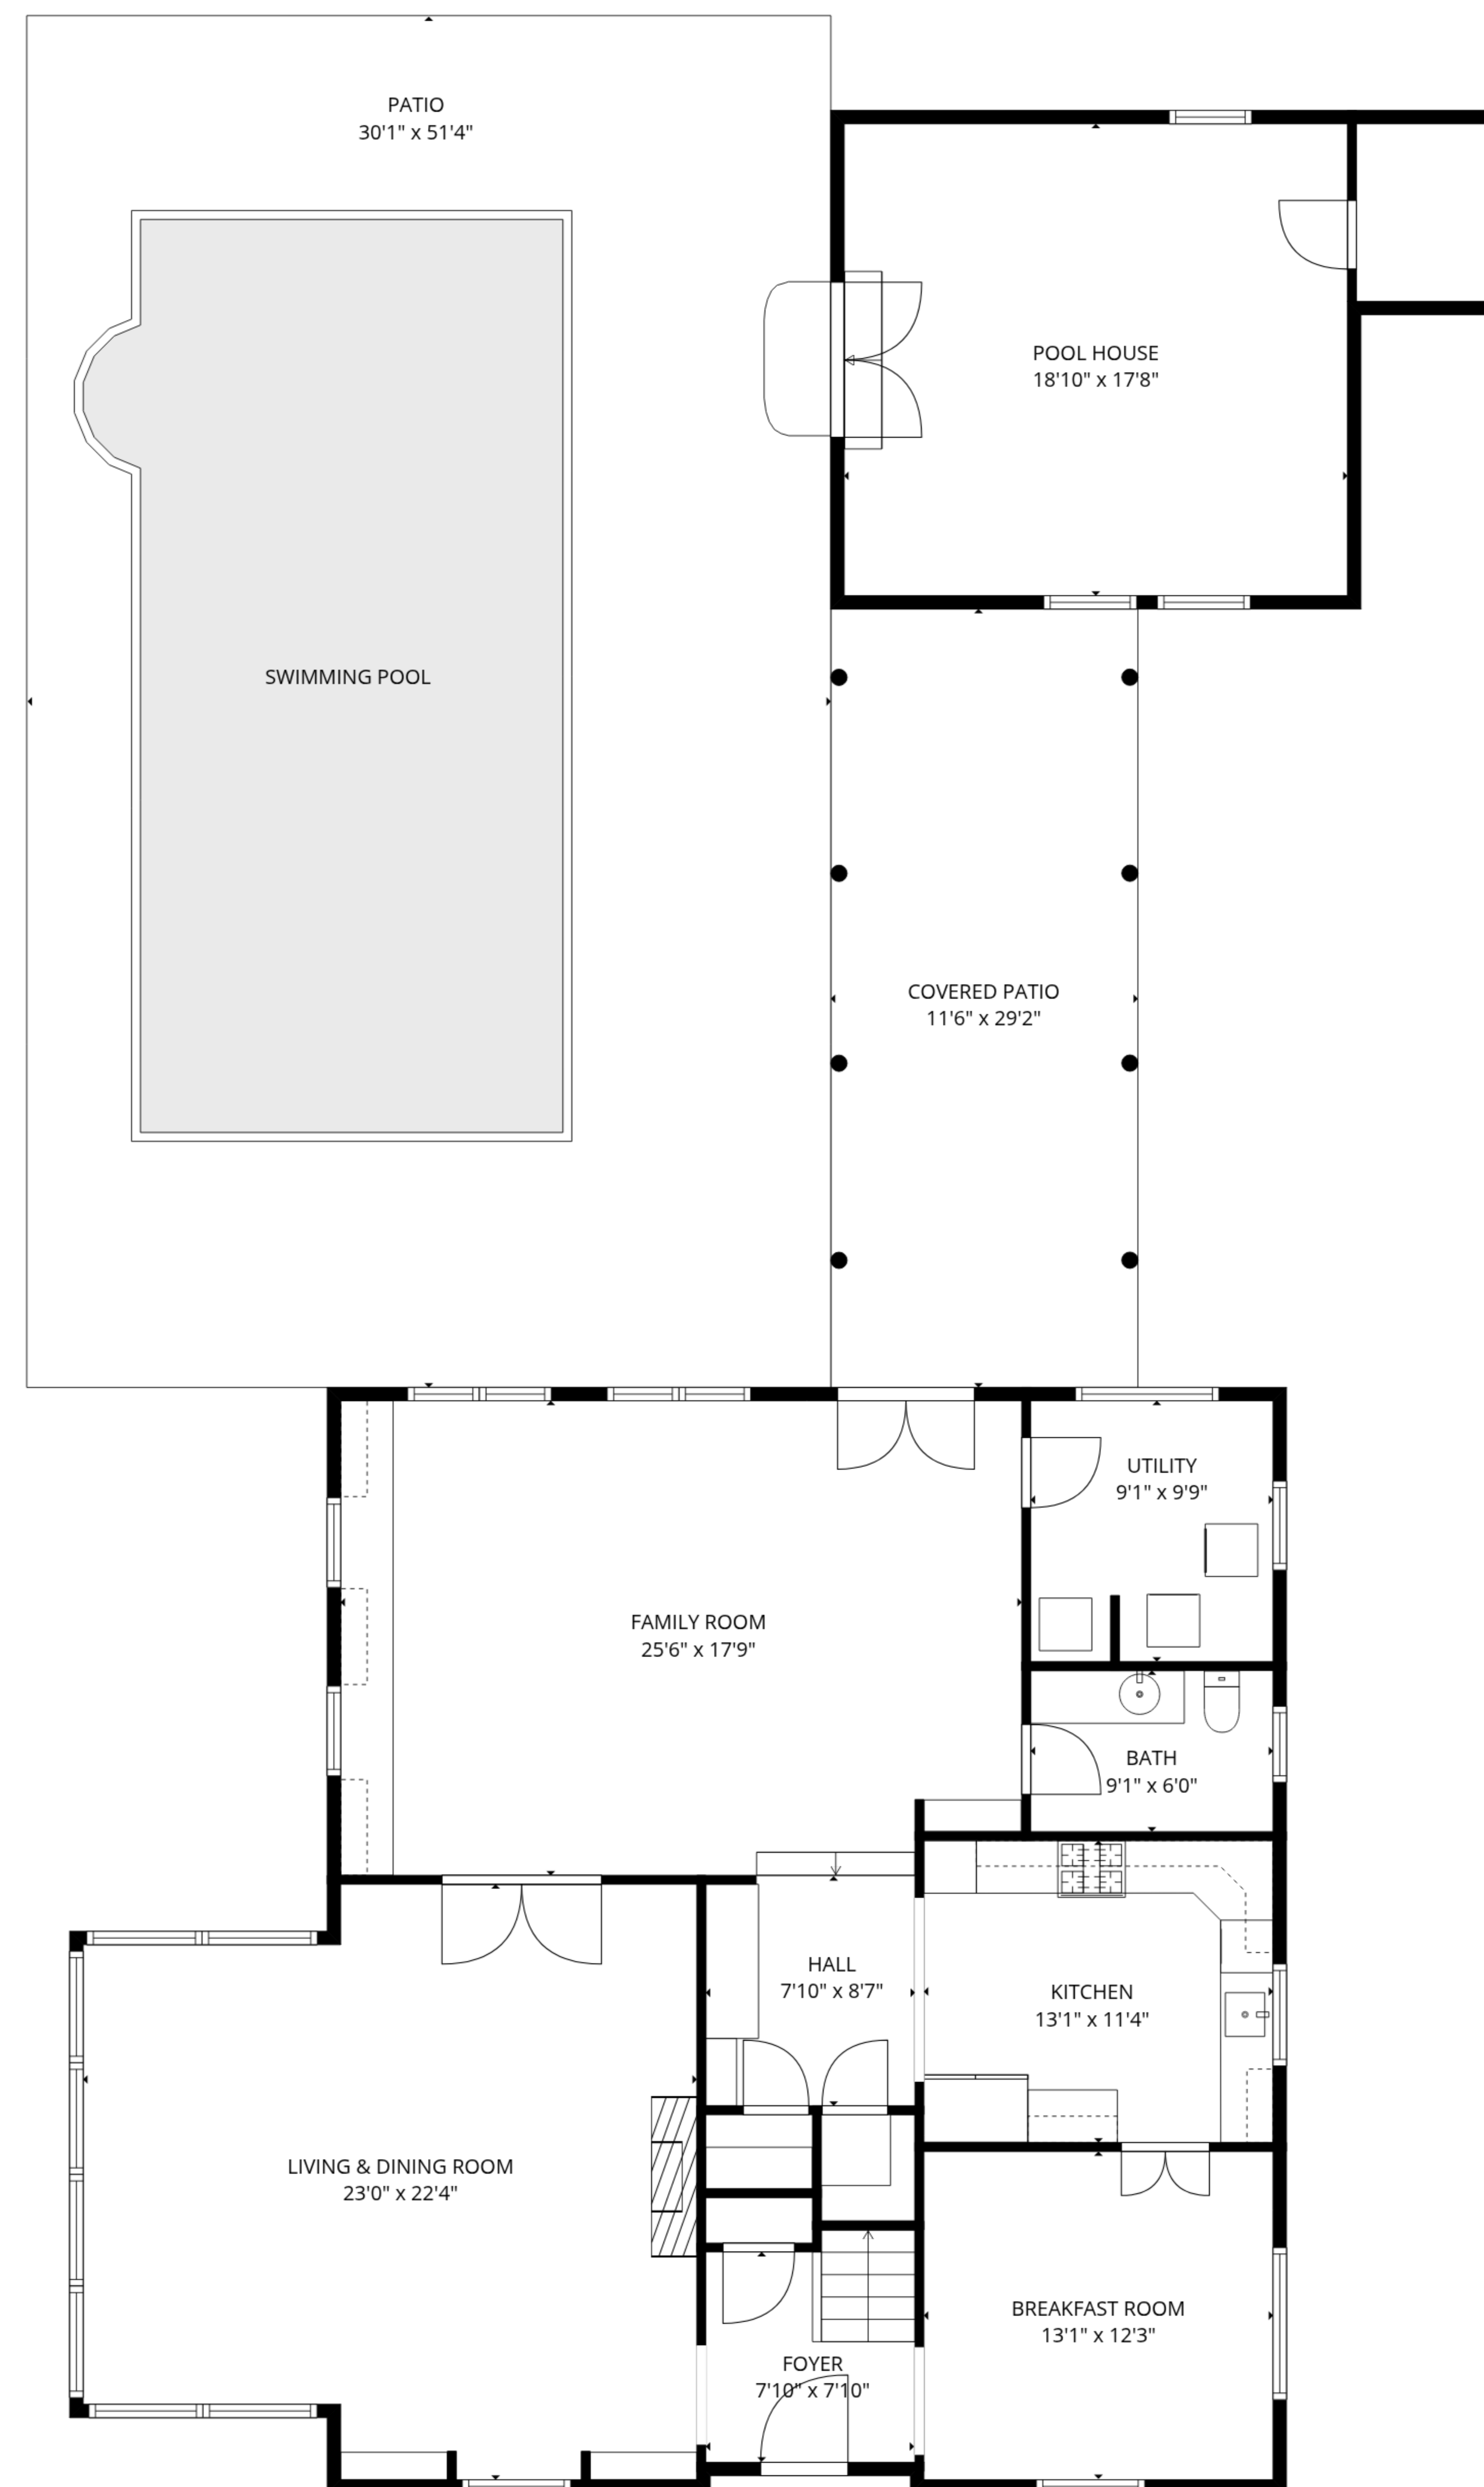 PATIO
30'1" x 51'4"
POOL HOUSE
18'10" x 17'8"
SWIMMING POOL
COVERED PATIO
11'6" x 29'2"
UTILITY
9'1" x 9'9"
FAMILY ROOM
25'6" x 17'9"
BATH
9'1" x 6'0"
HALL
7'10" x 8'7"
KITCHEN
13'1" x 11'4"
LIVING & DINING ROOM
23'0" x 22'4"
BREAKFAST ROOM
13'1" x 12'3"
FOYER
7'10" x 7'10"